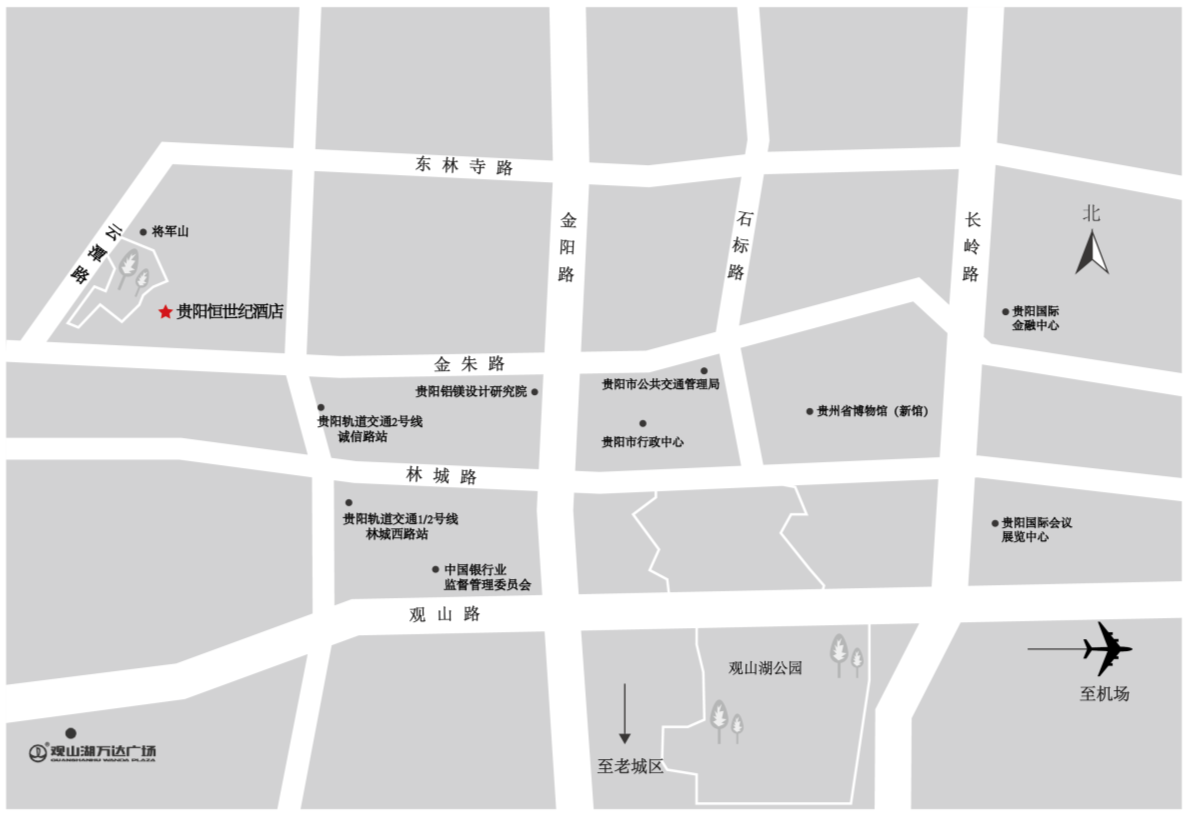 东林寺路
云潭路
将军山
金阳路
石标路
长岭路
北
贵阳恒世纪酒店
贵阳国际
金融中心
金朱路
贵阳铝镁设计研究院
贵阳市公共交通管理局
贵州省博物馆（新馆）
贵阳轨道交通2号线
诚信路站
贵阳市行政中心
林城路
贵阳轨道交通1/2号线
林城西路站
贵阳国际会议
展览中心
中国银行业
监督管理委员会
观山路
观山湖公园
至机场
观山湖万达广场
GUANSHANHU WANDA PLAZA
至老城区